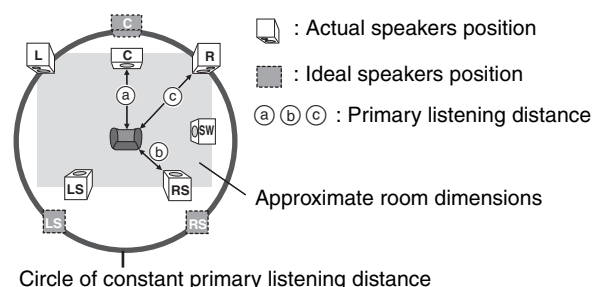 C
L
C
R
a
c
b
SW
LS
RS
LS
RS
: Actual speakers position
: Ideal speakers position
a b c : Primary listening distance
Approximate room dimensions
Circle of constant primary listening distance